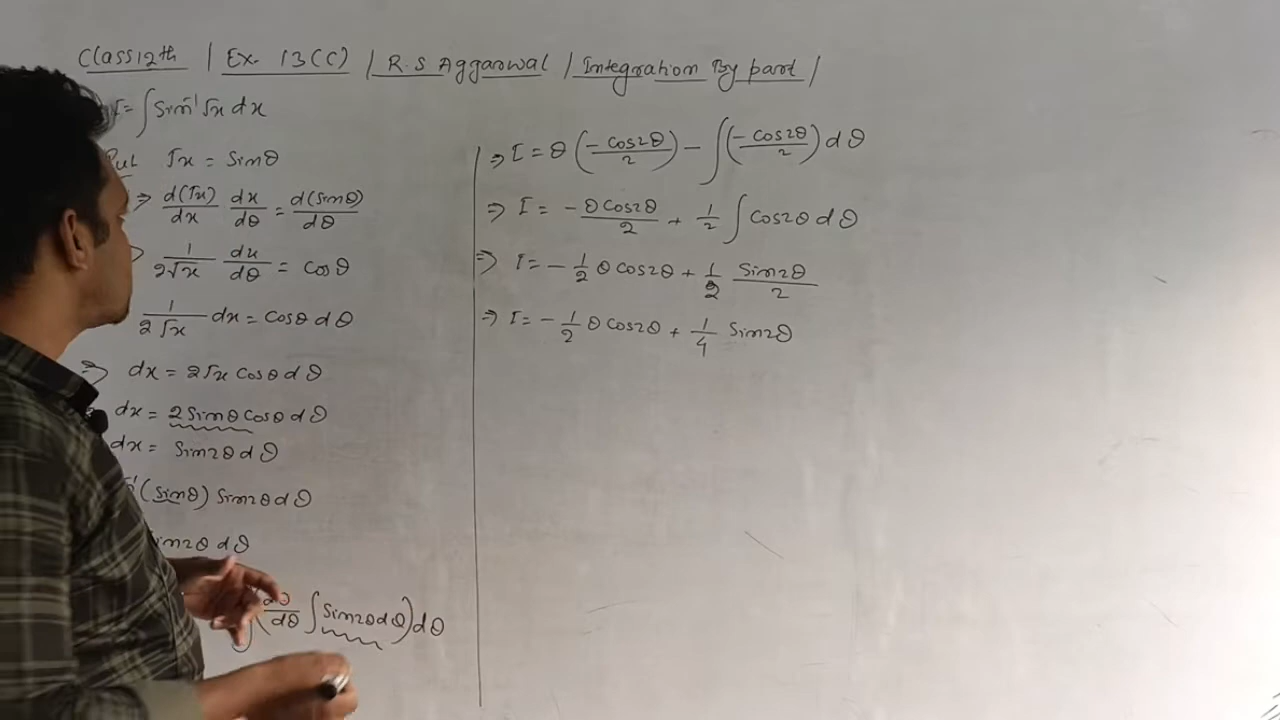 Class 12th | Ex. 13(C) | R.S Aggarwal | Integration By part |
I = ∫ Sin⁻¹ √x dx
Put √x = Sinθ
⇒ d(√x)/dx dx/dθ = d(Sinθ)/dθ
1/2√x dx/dθ = Cosθ
1/2√x dx = Cosθ dθ
⇒ dx = 2√x Cosθ dθ
dx = 2 Sinθ Cosθ dθ
dx = Sin2θ dθ
(Sinθ) Sin2θ dθ
Sin2θ dθ
∫(dθ/dθ ∫ Sin2θ dθ) dθ
⇒ I = θ (-Cos2θ/2) - ∫ (-Cos2θ/2) dθ
⇒ I = - θCos2θ/2 + 1/2 ∫ Cos2θ dθ
⇒ I = - 1/2 θ Cos2θ + 1/2 Sin2θ/2
⇒ I = - 1/2 θ Cos2θ + 1/4 Sin2θ